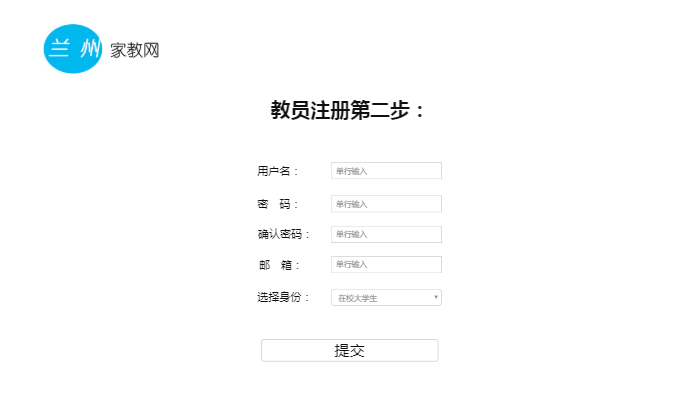 兰 州 家教网
教员注册第二步：
用户名： 单行输入
密 码： 单行输入
确认密码： 单行输入
邮 箱： 单行输入
选择身份： 在校大学生
提交